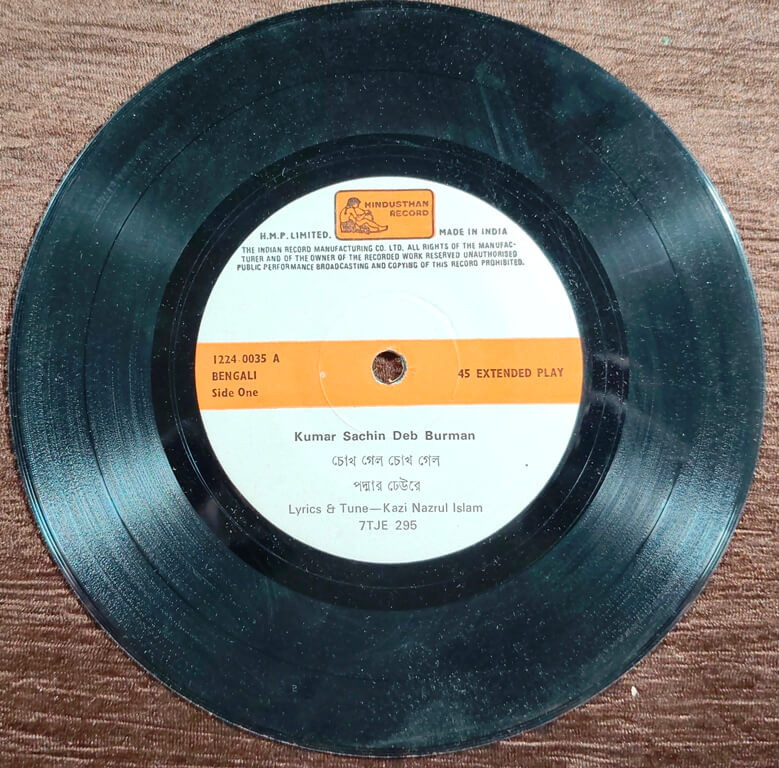 HINDUSTHAN
RECORD
H.M.P. LIMITED. MADE IN INDIA
THE INDIAN RECORD MANUFACTURING CO. LTD. ALL RIGHTS OF THE MANUFAC-
TURER AND OF THE OWNER OF THE RECORDED WORK RESERVED UNAUTHORISED
PUBLIC PERFORMANCE BROADCASTING AND COPYING OF THIS RECORD PROHIBITED.
1224-0035 A
BENGALI 45 EXTENDED PLAY
Side One
Kumar Sachin Deb Burman
চোখ গেল চোখ গেল
পদ্মার ঢেউরে
Lyrics & Tune—Kazi Nazrul Islam
7TJE 295